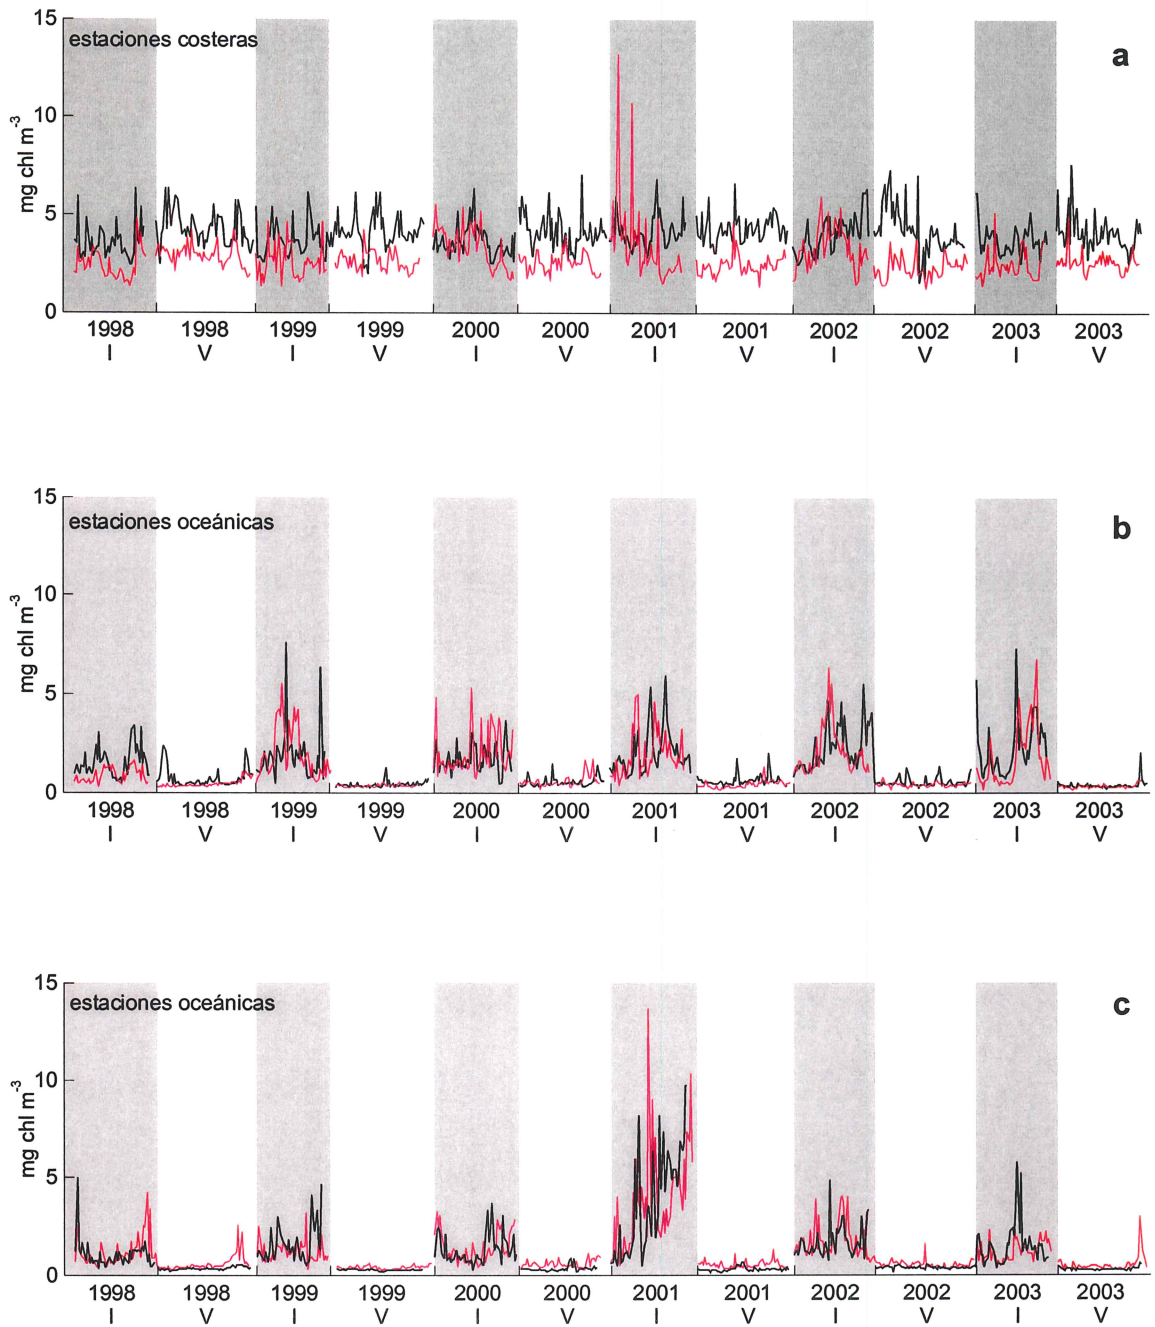 15
estaciones costeras
a
10
mg chl m-3
5
0
1998 1998 1999 1999 2000 2000 2001 2001 2002 2002 2003 2003
I V I V I V I V I V I V
15
estaciones oceánicas
b
10
mg chl m-3
5
0
1998 1998 1999 1999 2000 2000 2001 2001 2002 2002 2003 2003
I V I V I V I V I V I V
15
estaciones oceánicas
c
10
mg chl m-3
5
0
1998 1998 1999 1999 2000 2000 2001 2001 2002 2002 2003 2003
I V I V I V I V I V I V